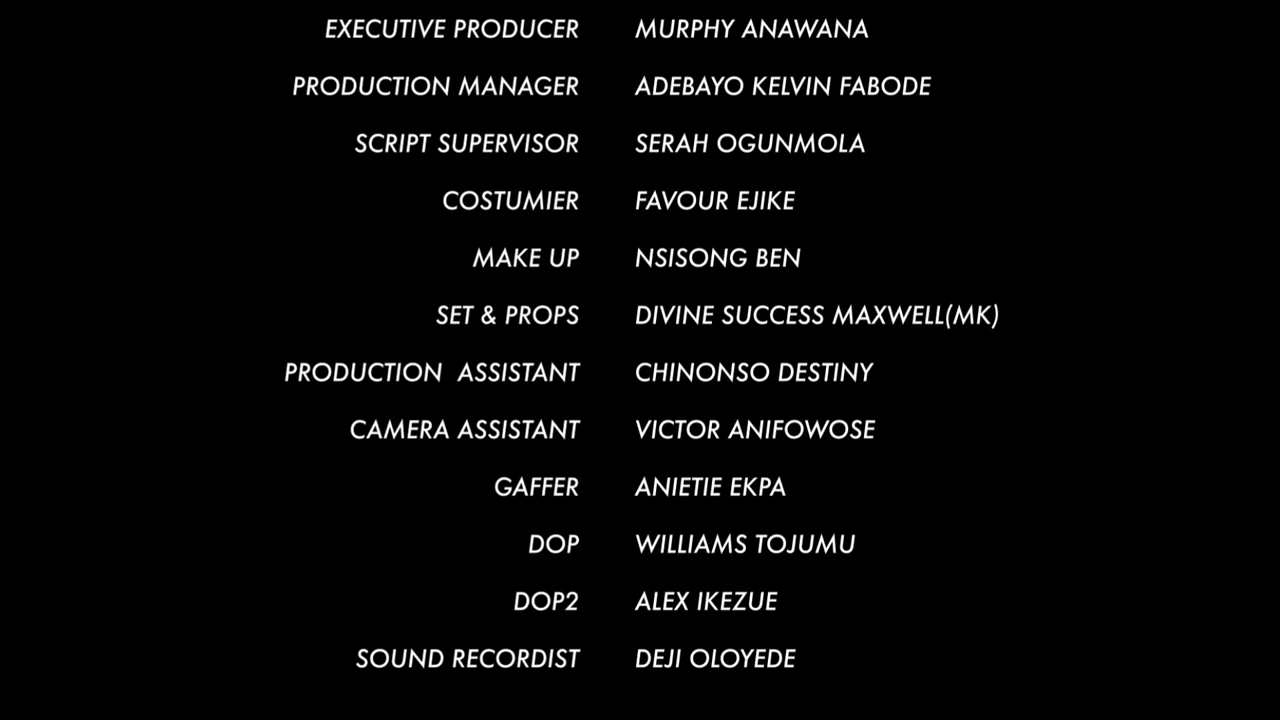 EXECUTIVE PRODUCER MURPHY ANAWANA
PRODUCTION MANAGER ADEBAYO KELVIN FABODE
SCRIPT SUPERVISOR SERAH OGUNMOLA
COSTUMIER FAVOUR EJIKE
MAKE UP NSISONG BEN
SET & PROPS DIVINE SUCCESS MAXWELL(MK)
PRODUCTION ASSISTANT CHINONSO DESTINY
CAMERA ASSISTANT VICTOR ANIFOWOSE
GAFFER ANIETIE EKPA
DOP WILLIAMS TOJUMU
DOP2 ALEX IKEZUE
SOUND RECORDIST DEJI OLOYEDE